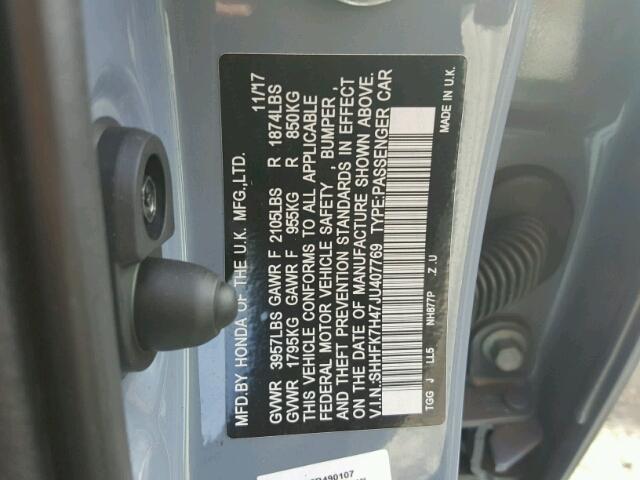 MFD.BY HONDA OF THE U.K. MFG.,LTD. 11/17
GVWR 3957LBS GAWR F 2105LBS R 1874LBS
GVWR 1795KG GAWR F 955KG R 850KG
THIS VEHICLE CONFORMS TO ALL APPLICABLE
FEDERAL MOTOR VEHICLE SAFETY , BUMPER ,
AND THEFT PREVENTION STANDARDS IN EFFECT
ON THE DATE OF MANUFACTURE SHOWN ABOVE.
V.I.N.:SHHFK7H47JU407769 TYPE:PASSENGER CAR
TGG J LL5 NH877P .Z .U MADE IN U.K.